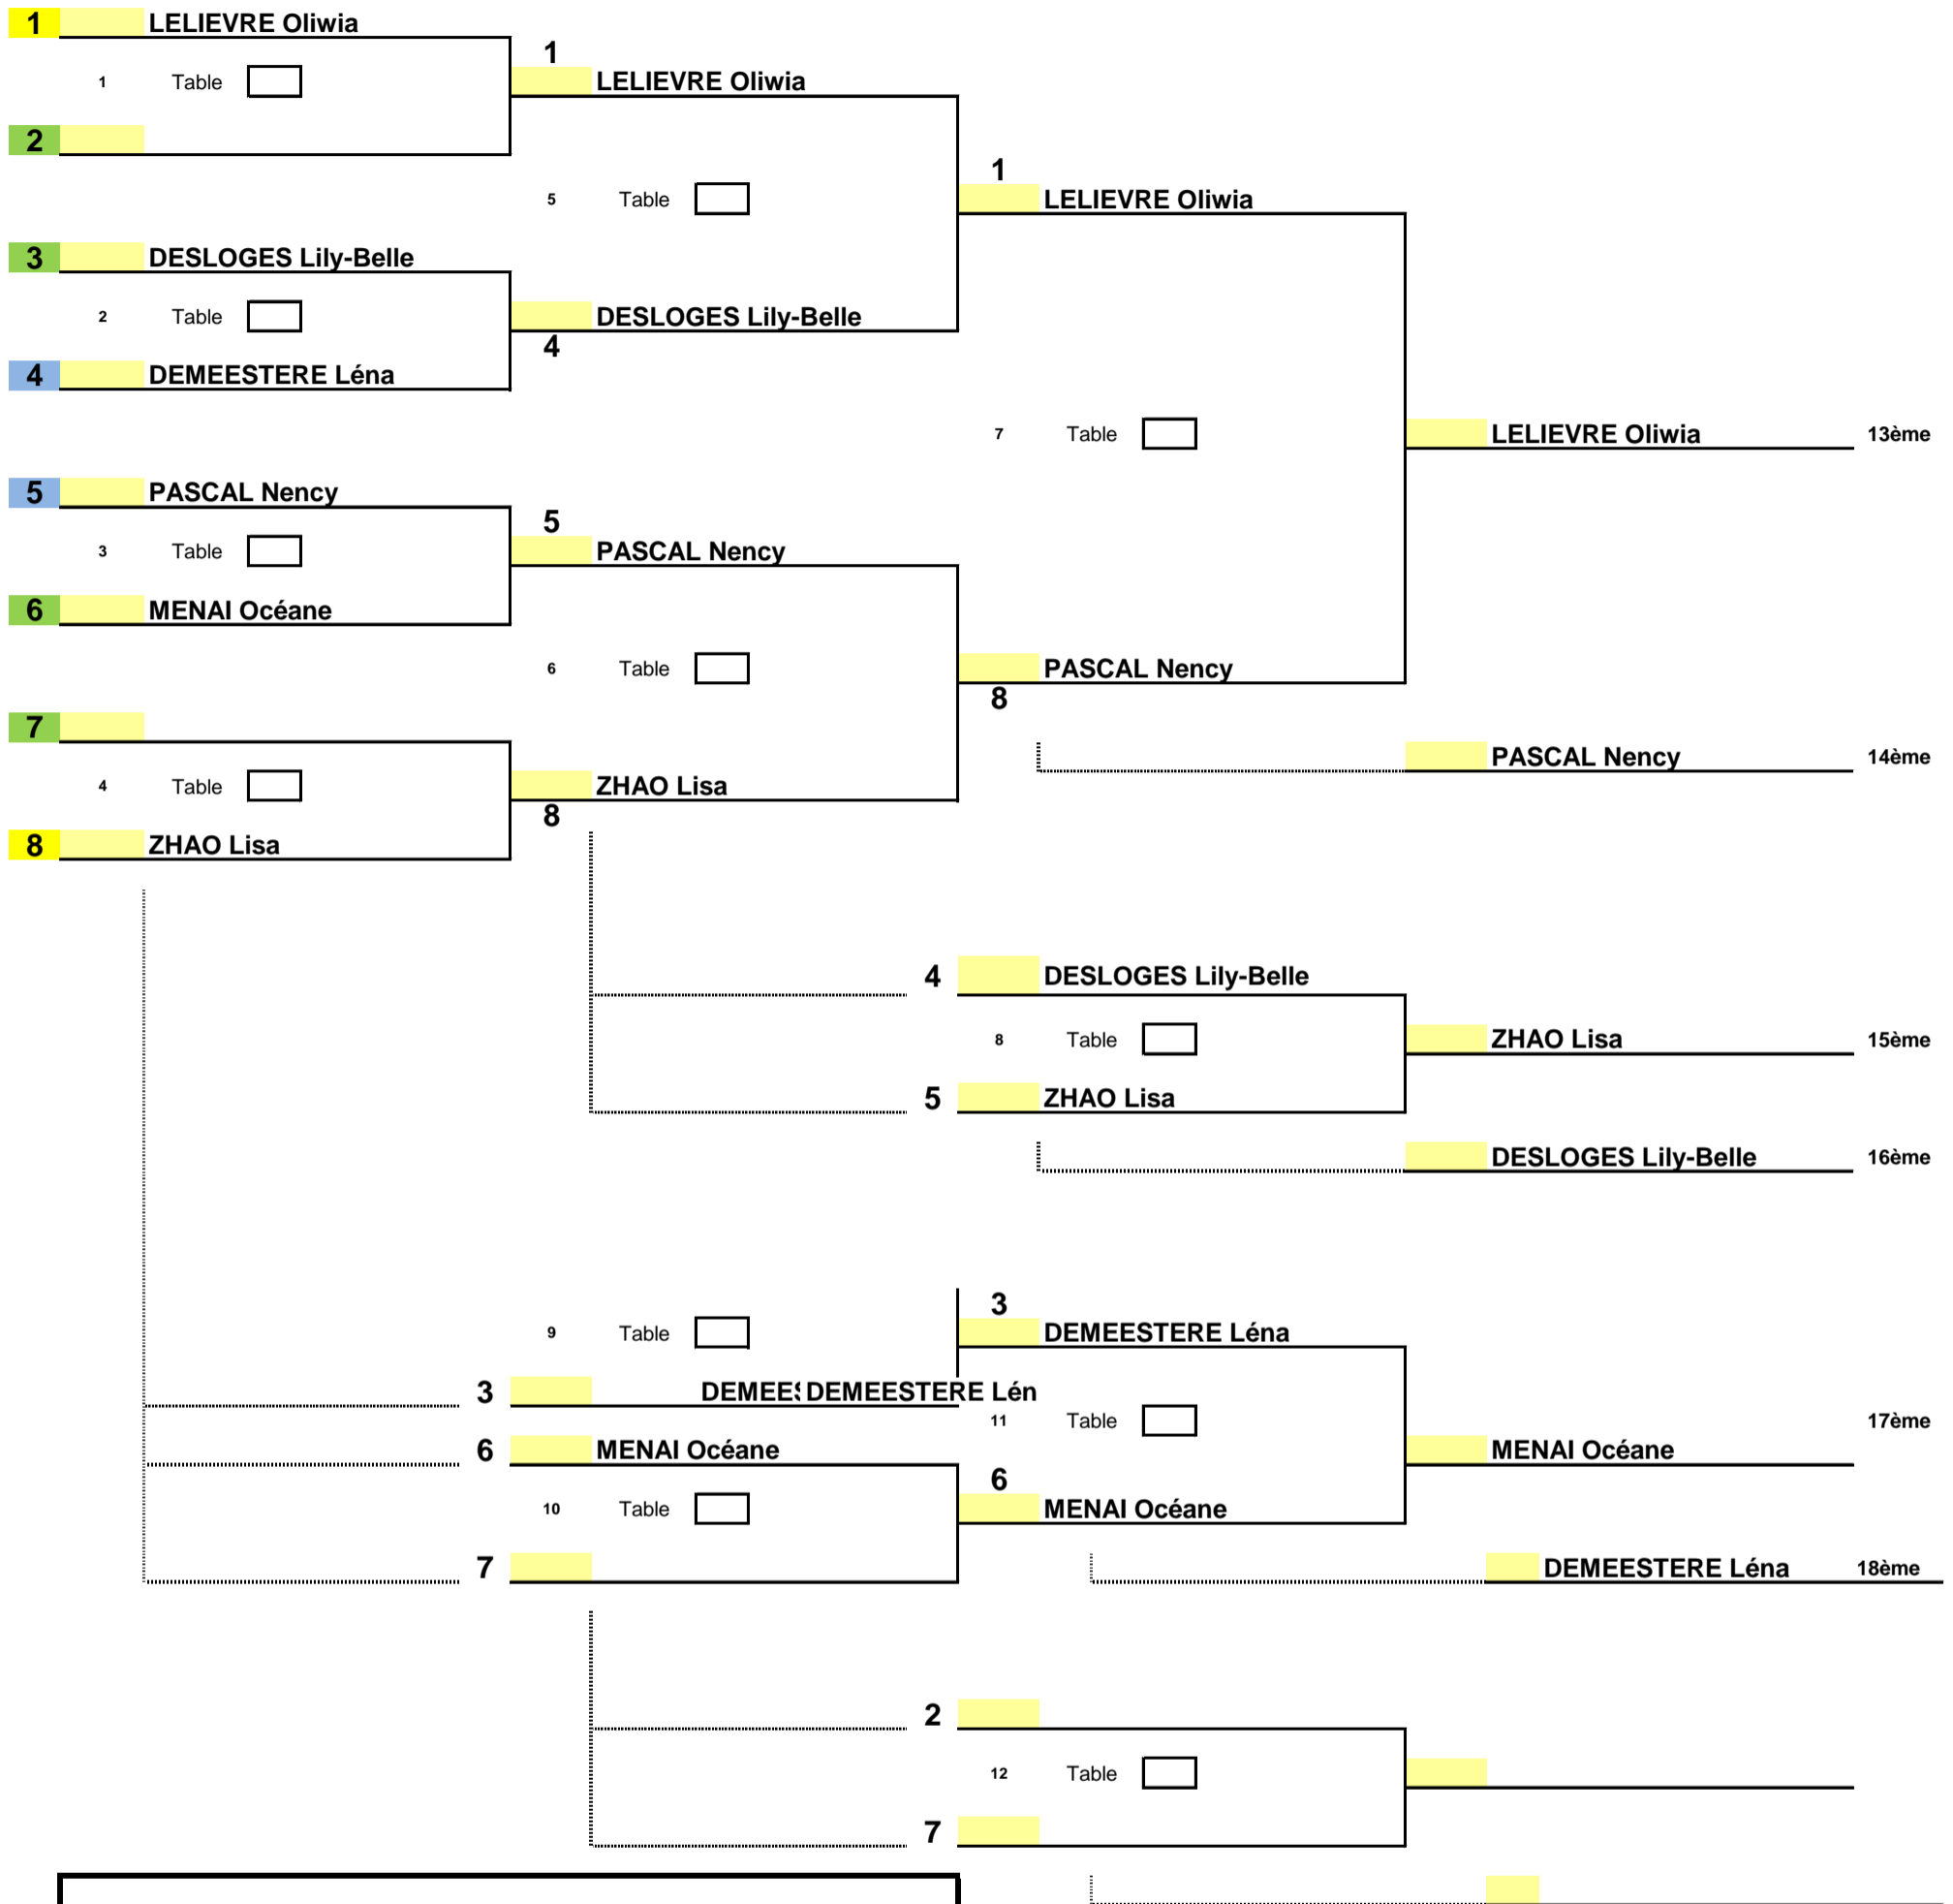 1 LELIEVRE Oliwia
1
1 Table
LELIEVRE Oliwia
2
1
5 Table
LELIEVRE Oliwia
3 DESLOGES Lily-Belle
2 Table
DESLOGES Lily-Belle
4
4 DEMEESTERE Léna
7 Table
LELIEVRE Oliwia 13ème
5 PASCAL Nency
5
3 Table
PASCAL Nency
6 MENAI Océane
6 Table
PASCAL Nency
8
7
PASCAL Nency 14ème
4 Table
ZHAO Lisa
8
8 ZHAO Lisa
4 DESLOGES Lily-Belle
8 Table
ZHAO Lisa 15ème
5 ZHAO Lisa
DESLOGES Lily-Belle 16ème
3
9 Table
DEMEESTERE Léna
3 DEMEES DEMEESTERE Lén
11 Table
17ème
6 MENAI Océane
MENAI Océane
6
10 Table
MENAI Océane
7
DEMEESTERE Léna 18ème
2
12 Table
7